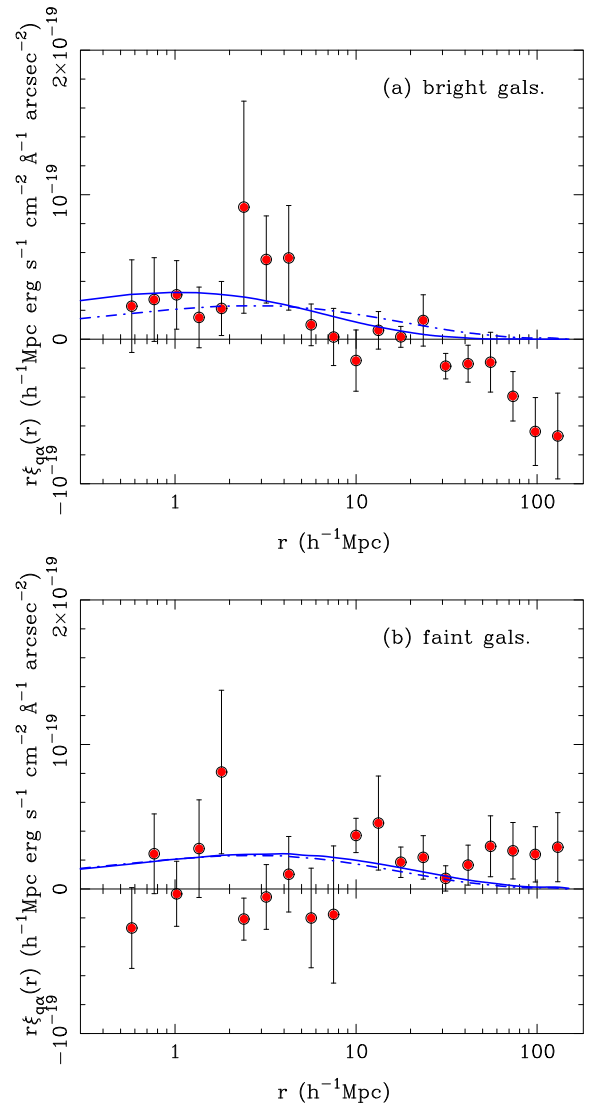 (a) bright gals.
rξqα(r) (h⁻¹Mpc erg s⁻¹ cm⁻² Å⁻¹ arcsec⁻²)
2×10⁻¹⁹
10⁻¹⁹
0
−10⁻¹⁹
1 10 100
r (h⁻¹Mpc)
(b) faint gals.
rξqα(r) (h⁻¹Mpc erg s⁻¹ cm⁻² Å⁻¹ arcsec⁻²)
2×10⁻¹⁹
10⁻¹⁹
0
−10⁻¹⁹
1 10 100
r (h⁻¹Mpc)